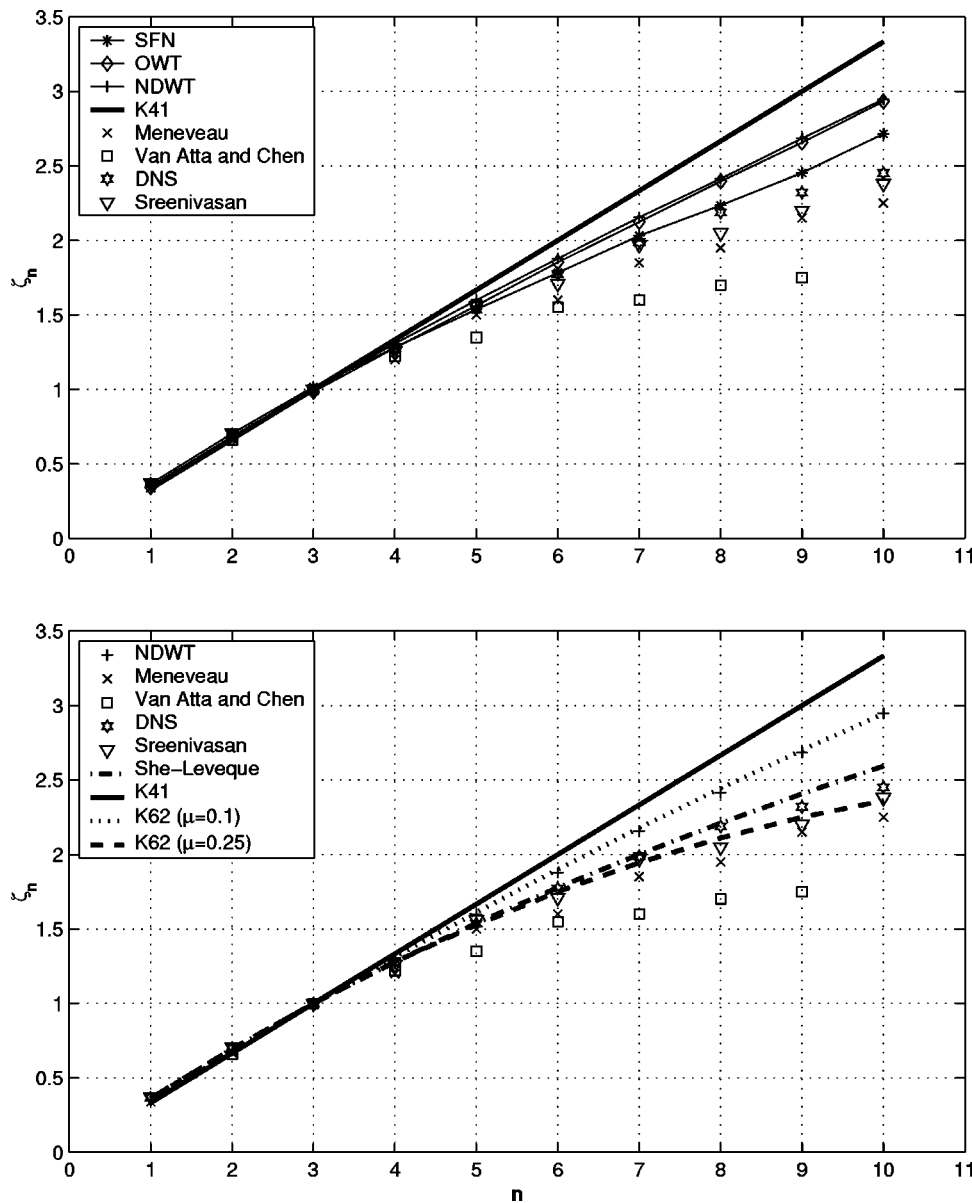 3.5
3
2.5
2
1.5
1
0.5
0
ζn
SFN
OWT
NDWT
K41
Meneveau
Van Atta and Chen
DNS
Sreenivasan
0 1 2 3 4 5 6 7 8 9 10 11
3.5
3
2.5
2
1.5
1
0.5
0
ζn
NDWT
Meneveau
Van Atta and Chen
DNS
Sreenivasan
She-Leveque
K41
K62 (μ=0.1)
K62 (μ=0.25)
0 1 2 3 4 5 6 7 8 9 10 11
n